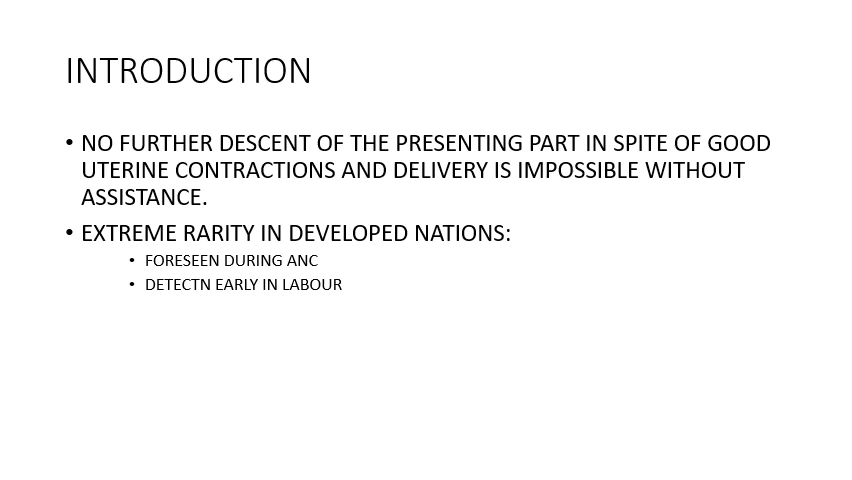 INTRODUCTION
• NO FURTHER DESCENT OF THE PRESENTING PART IN SPITE OF GOOD
UTERINE CONTRACTIONS AND DELIVERY IS IMPOSSIBLE WITHOUT
ASSISTANCE.
• EXTREME RARITY IN DEVELOPED NATIONS:
• FORESEEN DURING ANC
• DETECTN EARLY IN LABOUR